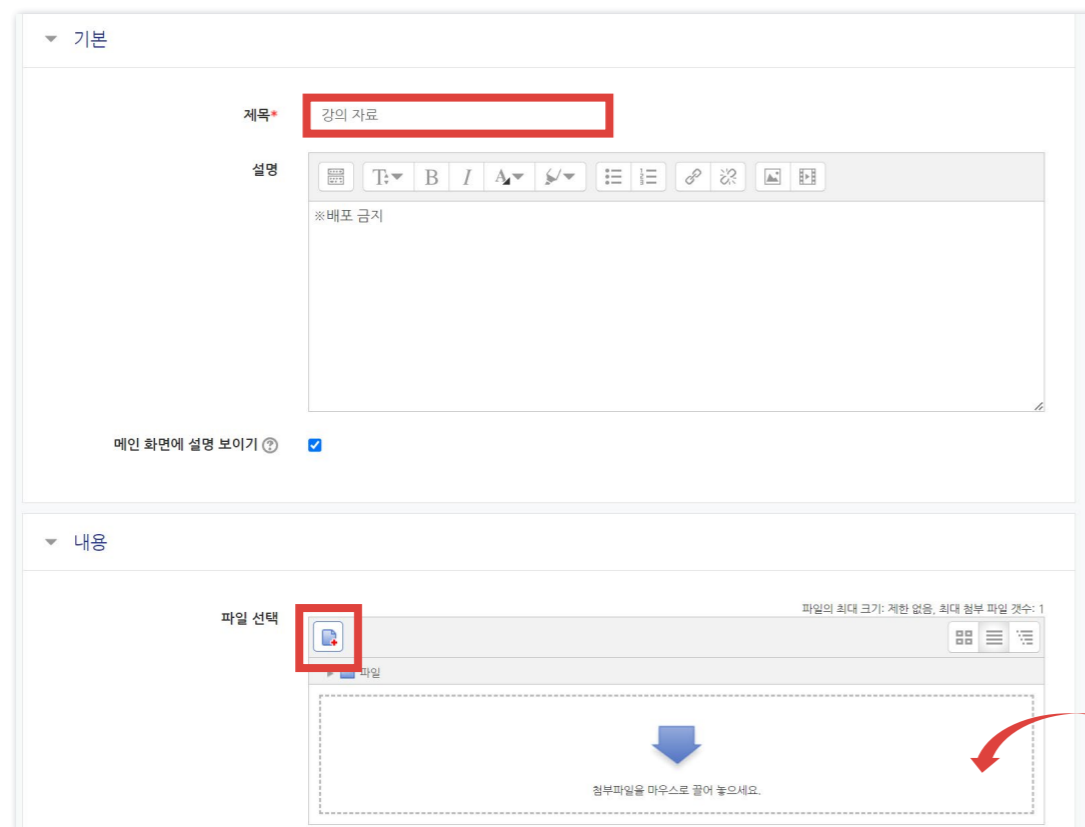 기본
제목*
강의 자료
설명
※배포 금지
메인 화면에 설명 보이기
내용
파일 선택
파일의 최대 크기: 제한 없음, 최대 첨부 파일 갯수: 1
파일
첨부파일을 마우스로 끌어 놓으세요.